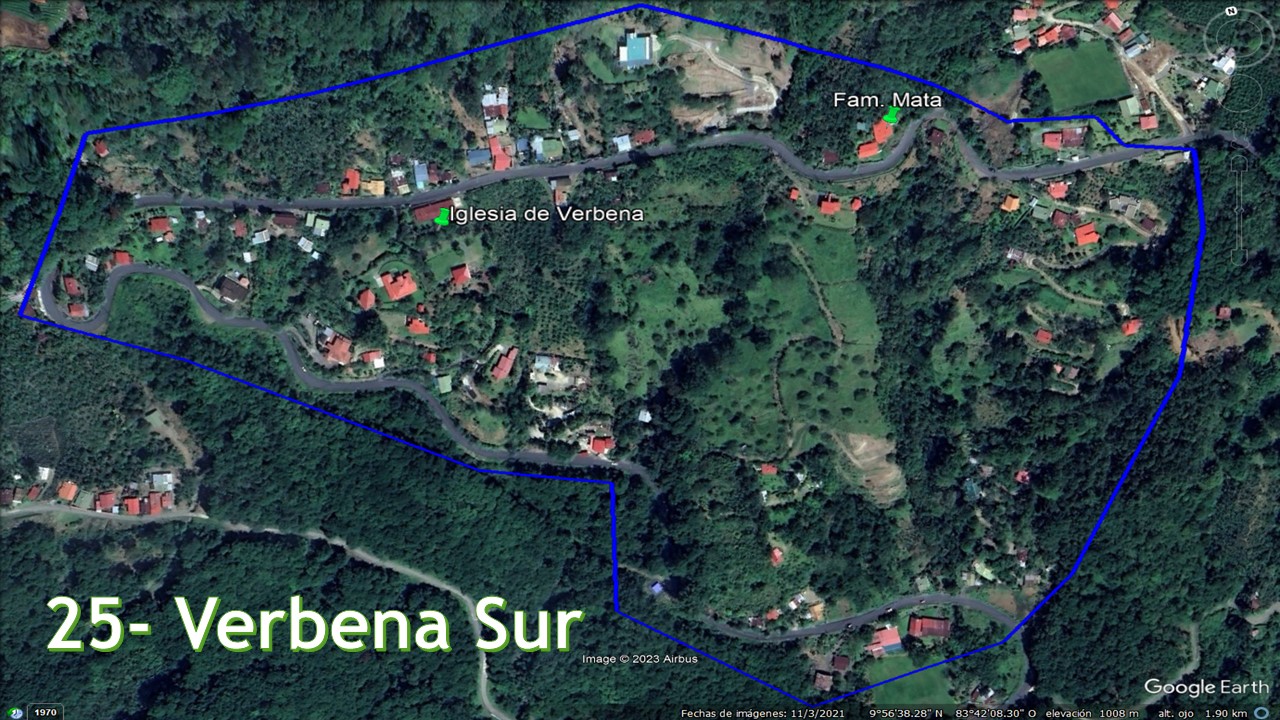 N
Fam. Mata
Iglesia de Verbena
25- Verbena Sur
Image © 2023 Airbus
Google Earth
1970
Fechas de imágenes: 11/3/2021 9°56'38.28" N 83°42'08.30" O elevación 1008 m alt. ojo 1.90 km